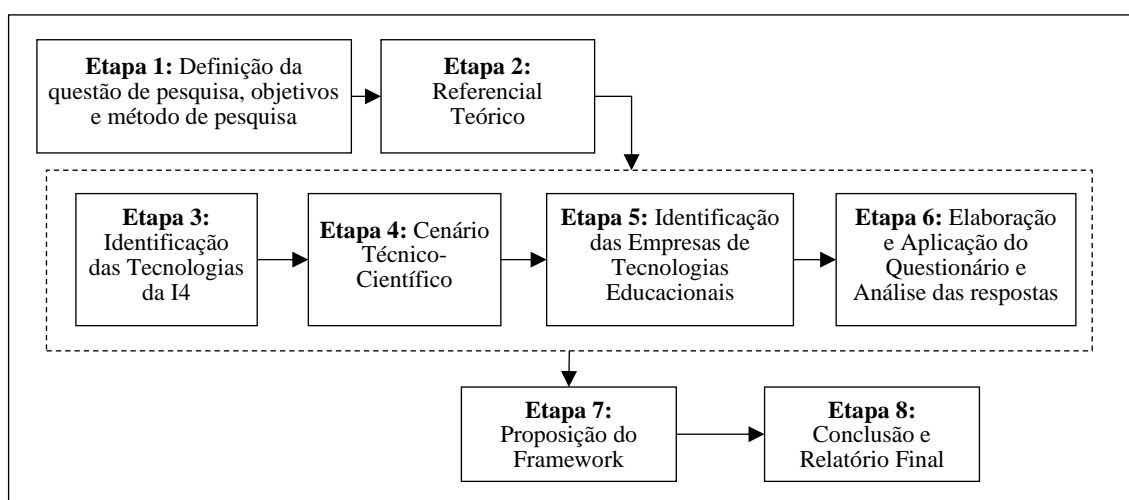 Etapa 1: Definição da
questão de pesquisa, objetivos
e método de pesquisa
Etapa 2:
Referencial
Teórico
Etapa 3:
Identificação
das Tecnologias
da I4
Etapa 4: Cenário
Técnico-
Científico
Etapa 5: Identificação
das Empresas de
Tecnologias
Educacionais
Etapa 6: Elaboração
e Aplicação do
Questionário e
Análise das respostas
Etapa 7:
Proposição do
Framework
Etapa 8:
Conclusão e
Relatório Final